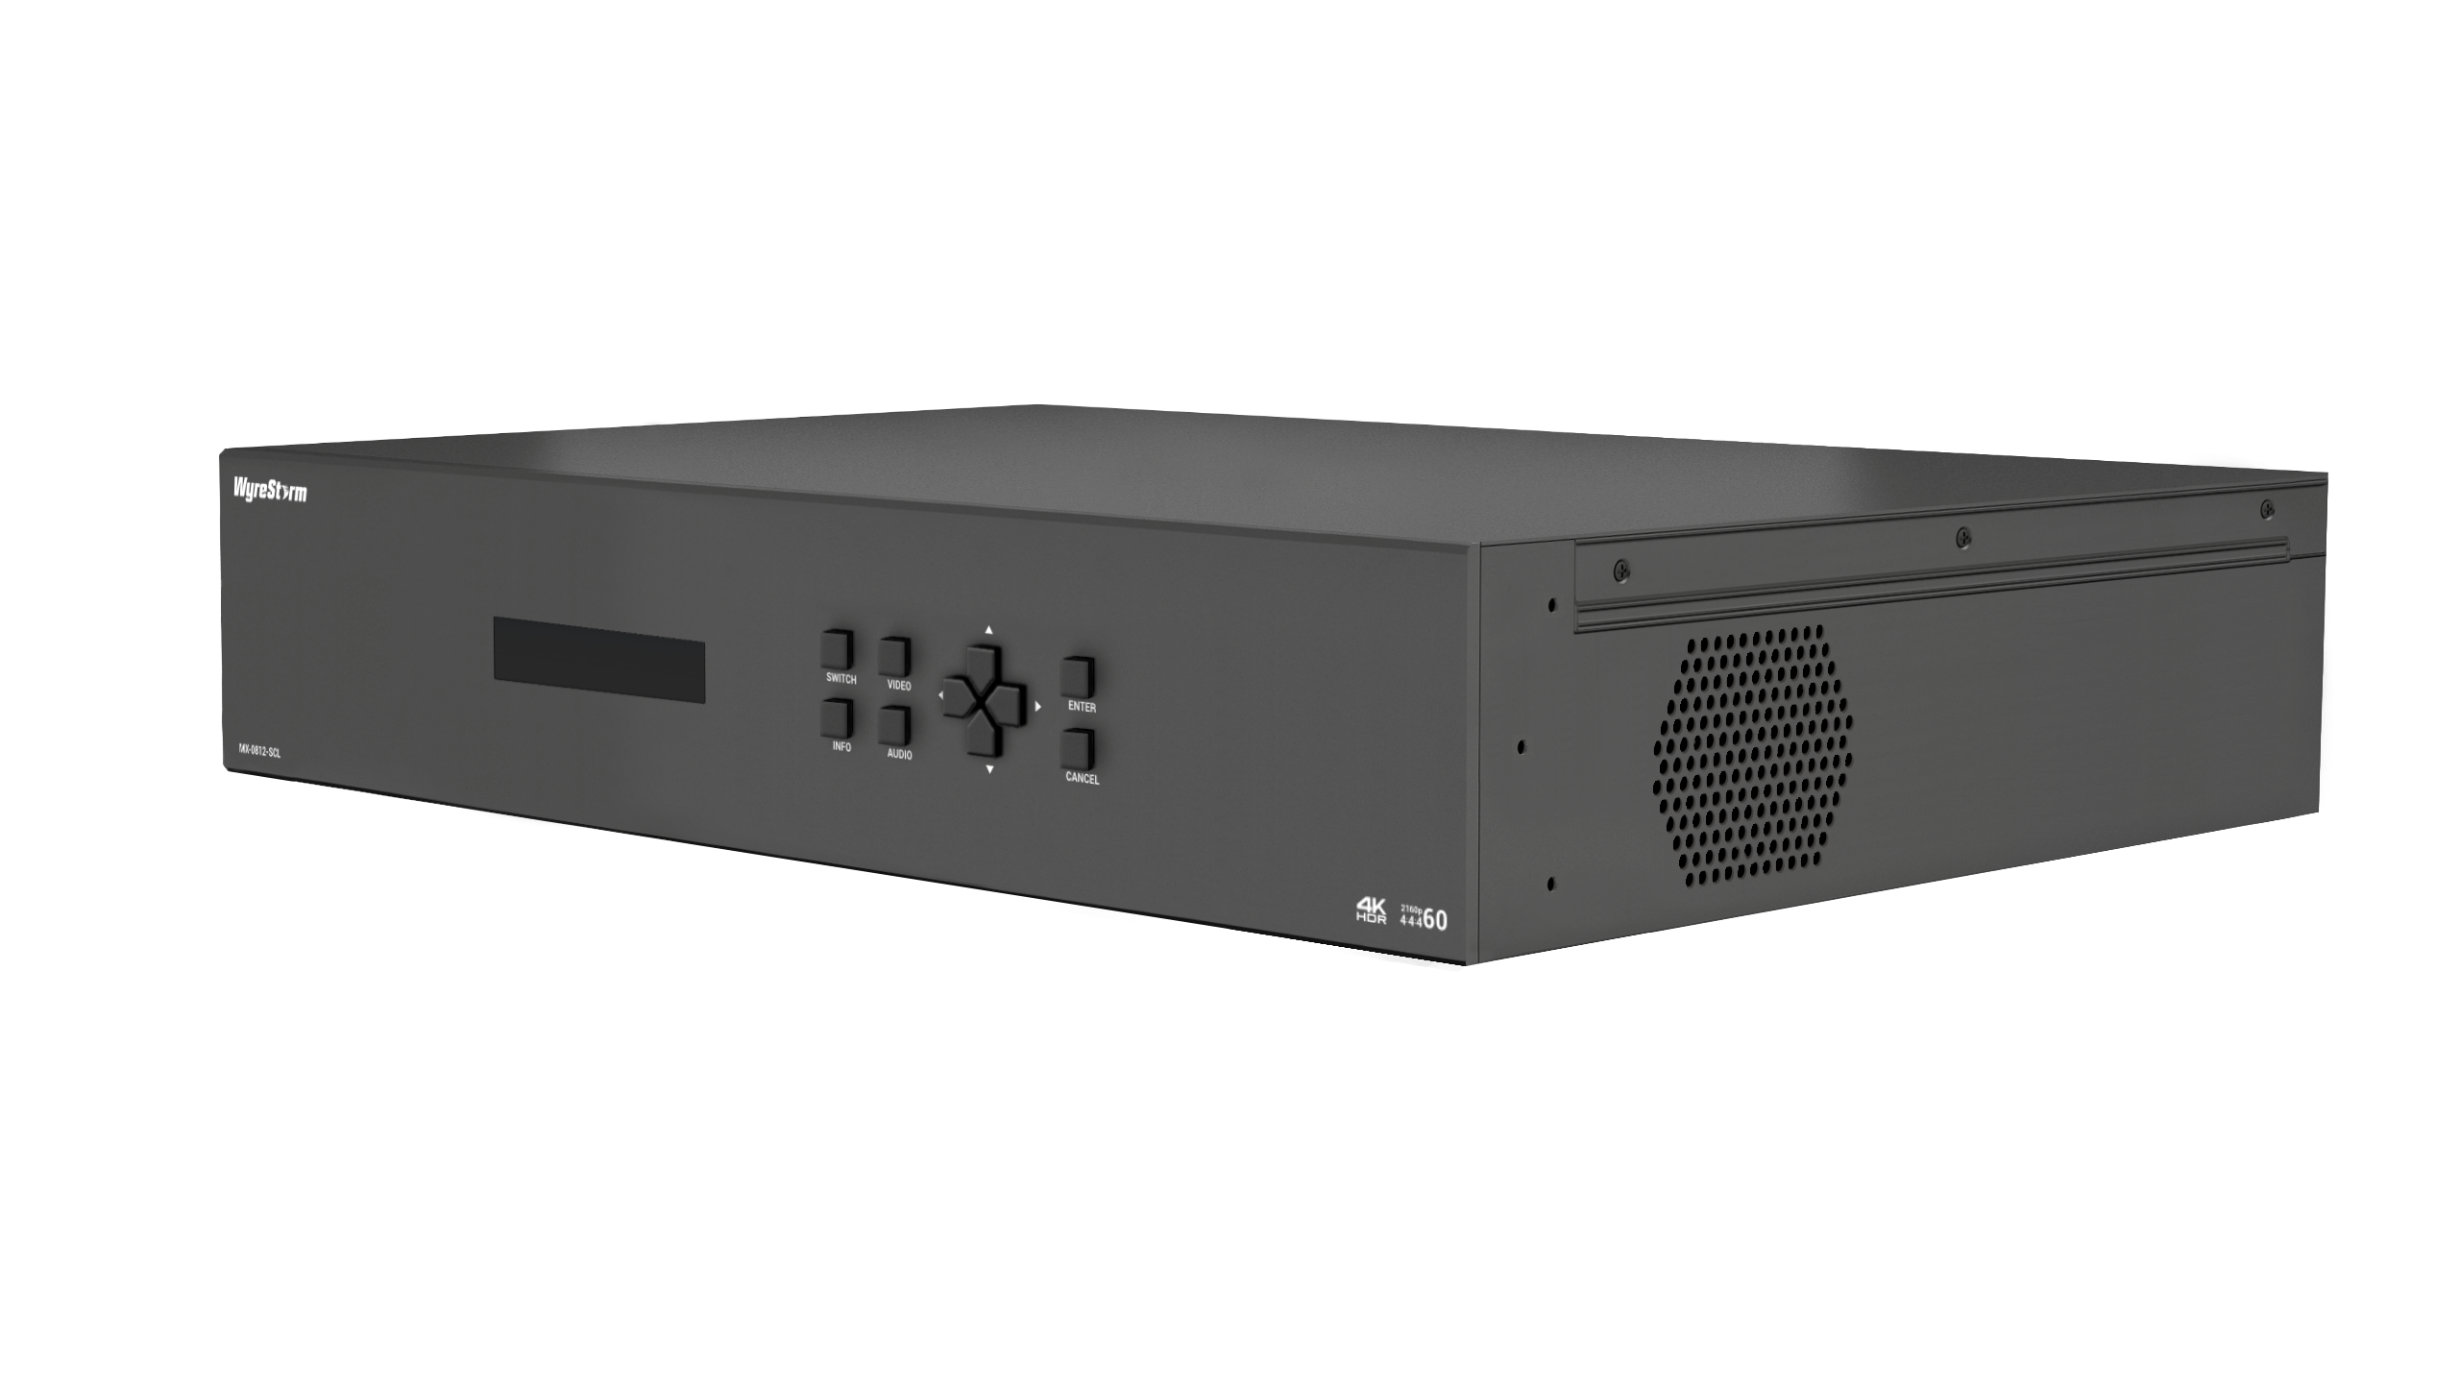 WyreStorm
SWITCH
VIDEO
ENTER
INFO
AUDIO
CANCEL
MX-0812-SCL
4K
HDR
2160p
4:4:4 60